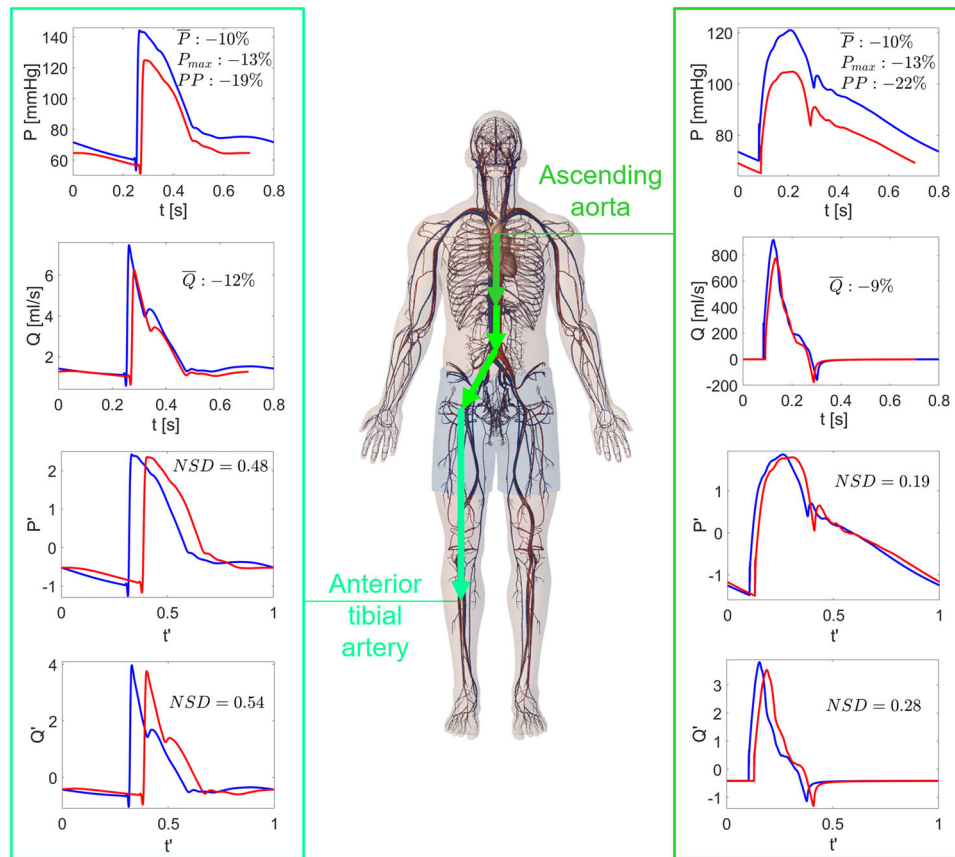 140
120
100
80
60
P [mmHg]
0 0.2 0.4 0.6 0.8
t [s]
P̅ : −10%
P_max : −13%
PP : −19%
6
4
2
Q [ml/s]
0 0.2 0.4 0.6 0.8
t [s]
Q̅ : −12%
2
1
0
-1
P'
0 0.5 1
t'
NSD = 0.48
4
2
0
Q'
0 0.5 1
t'
NSD = 0.54
Ascending
aorta
Anterior
tibial
artery
120
100
80
P [mmHg]
0 0.2 0.4 0.6 0.8
t [s]
P̅ : −10%
P_max : −13%
PP : −22%
800
600
400
200
0
-200
Q [ml/s]
0 0.2 0.4 0.6 0.8
t [s]
Q̅ : −9%
1
0
-1
P'
0 0.5 1
t'
NSD = 0.19
3
2
1
0
-1
Q'
0 0.5 1
t'
NSD = 0.28